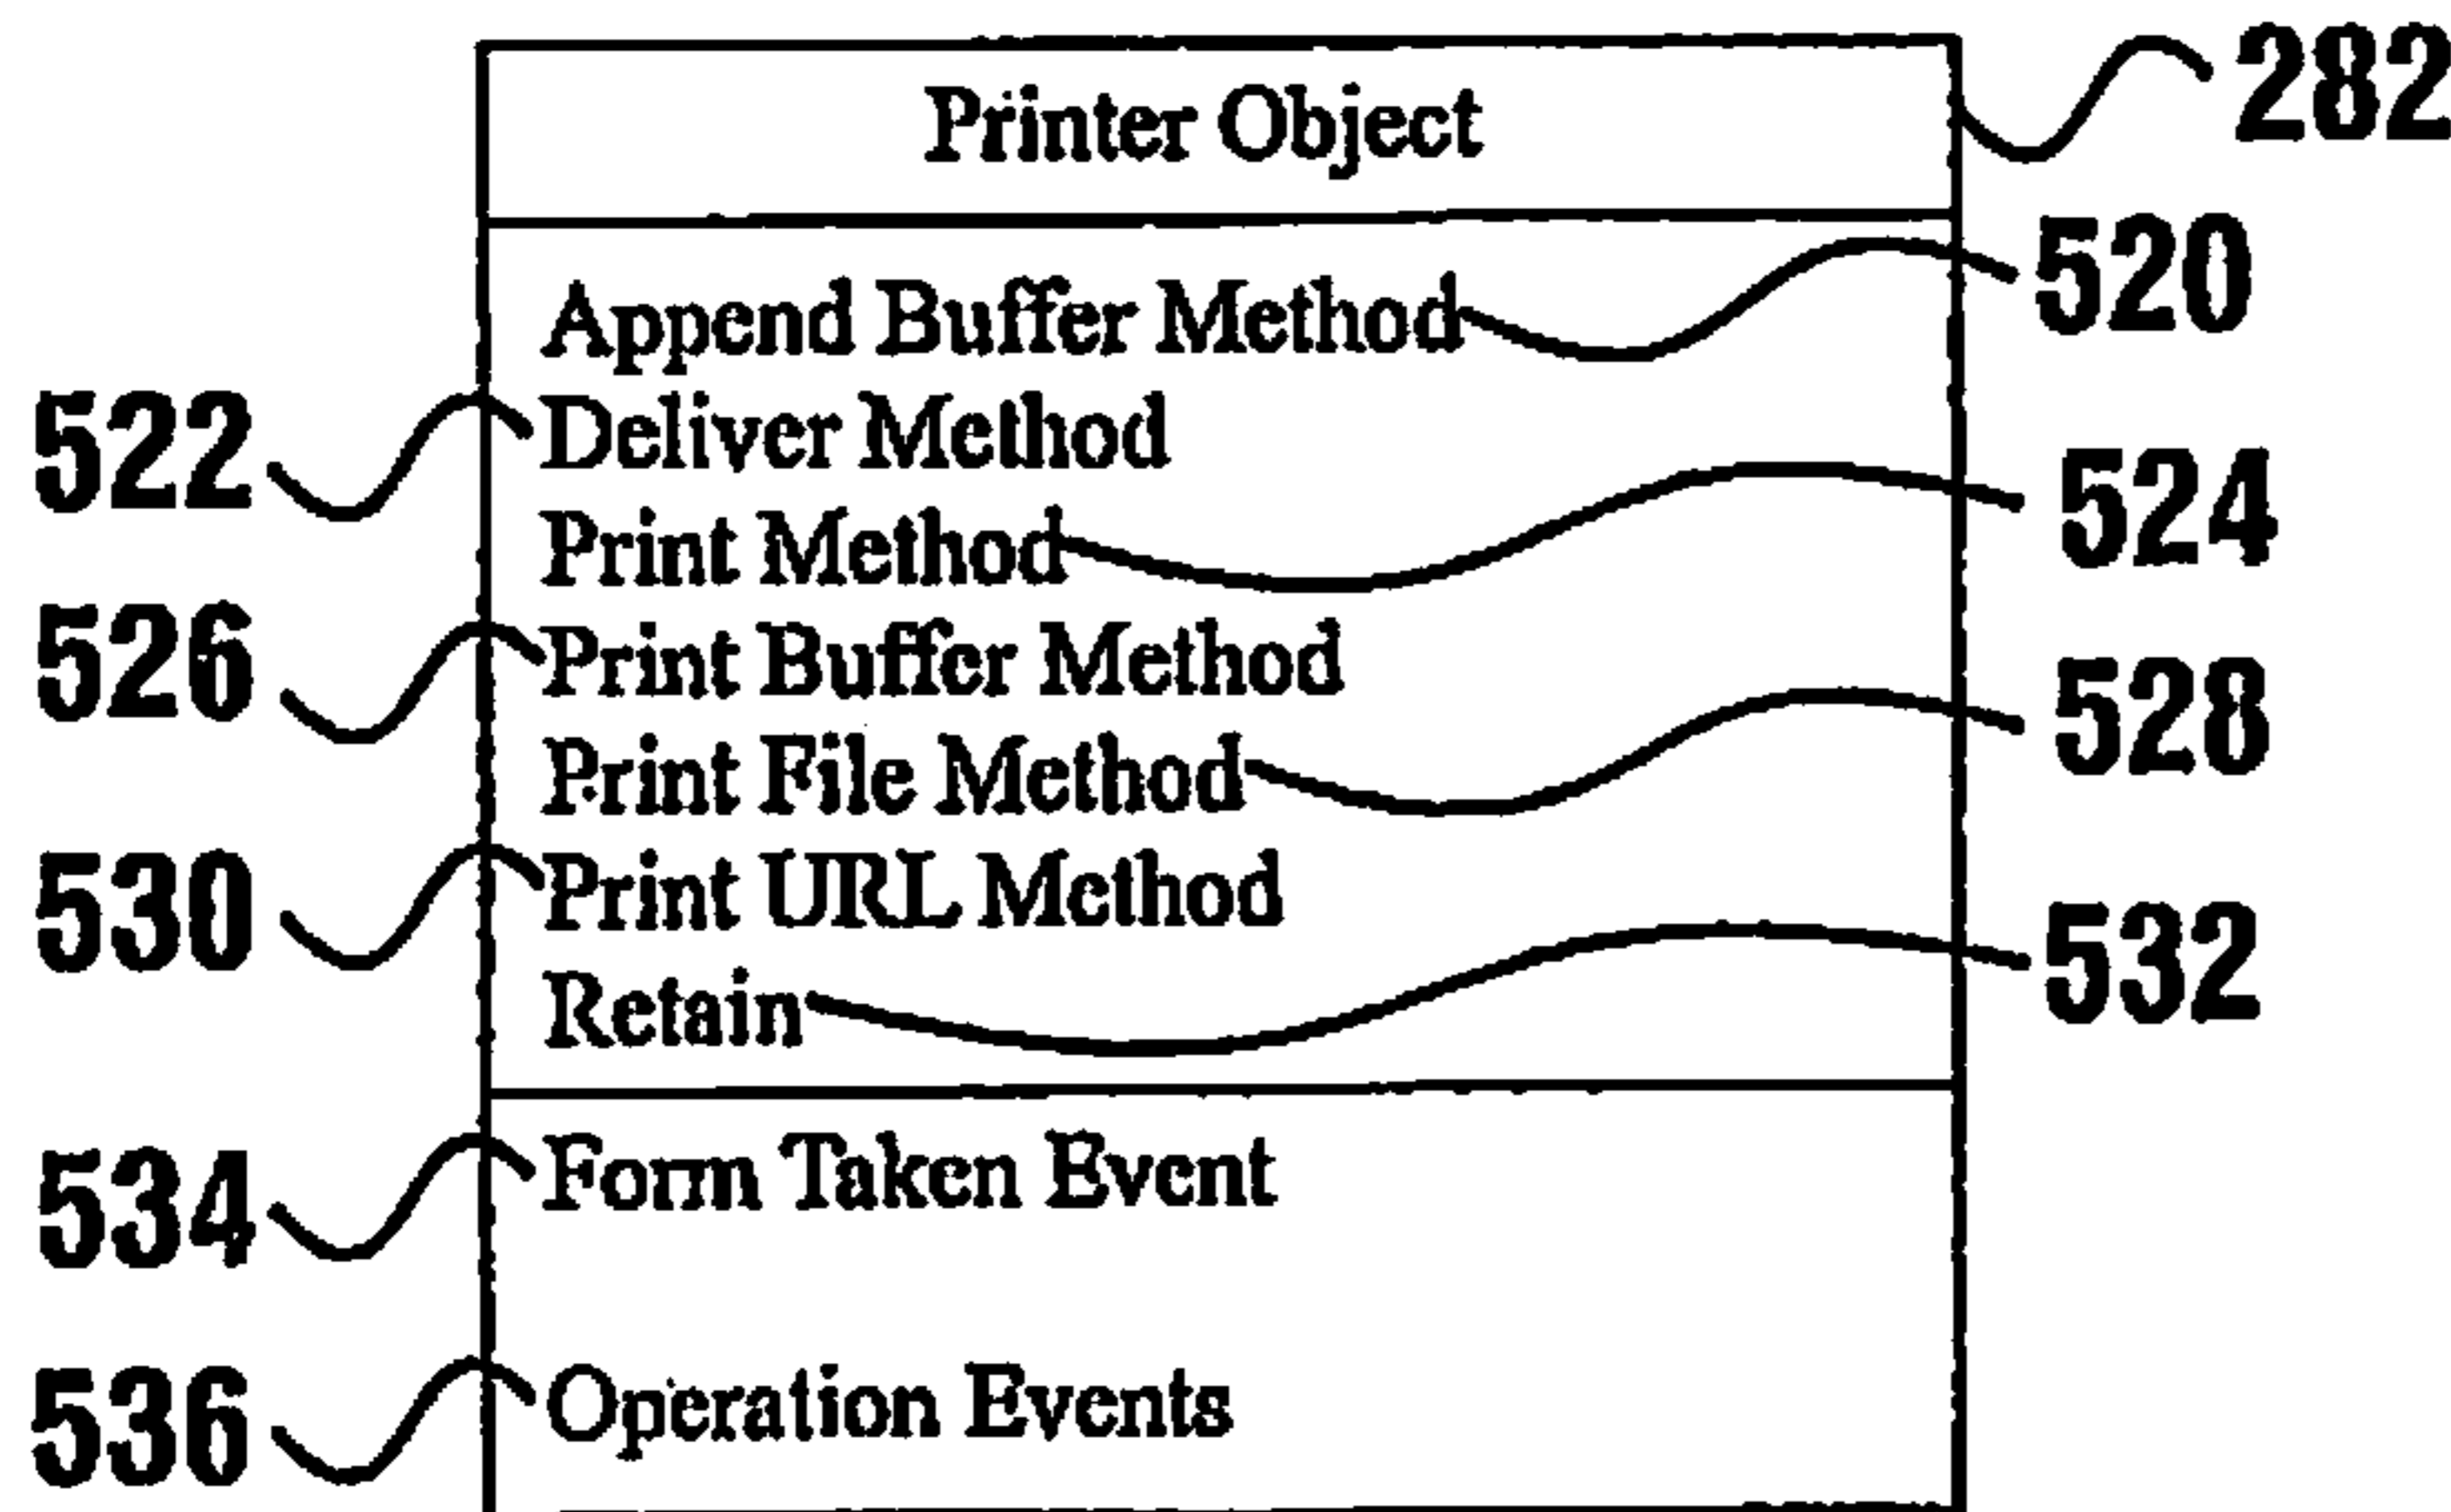 Printer Object 282
Append Buffer Method 520
522 Deliver Method
Print Method 524
526 Print Buffer Method
Print File Method 528
530 Print URL Method
Retain 532
534 Form Taken Event
536 Operation Events